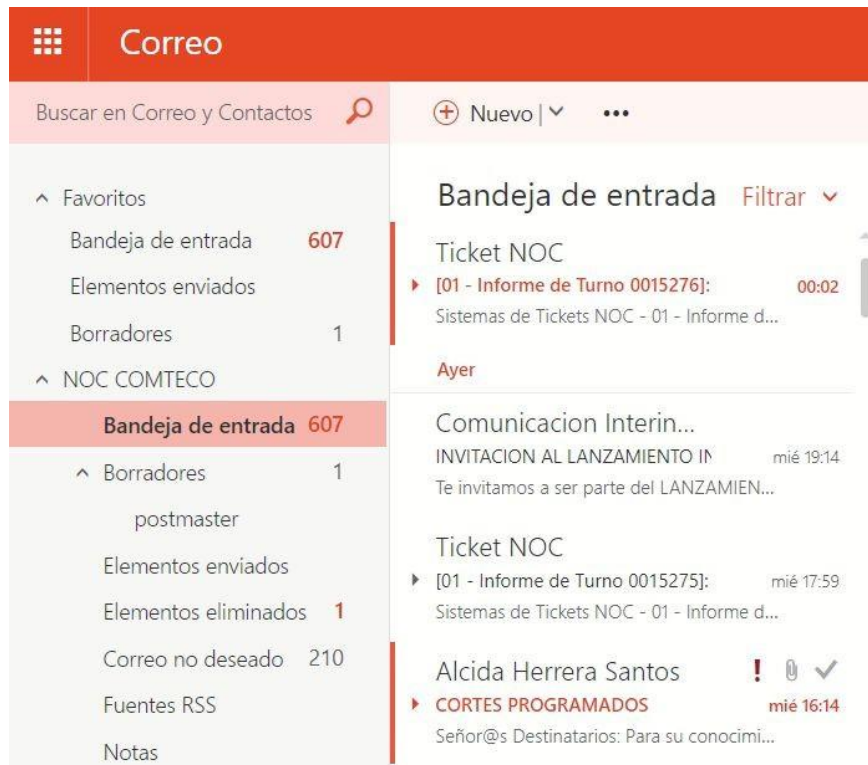 Correo
Buscar en Correo y Contactos
Nuevo
Favoritos
Bandeja de entrada 607
Elementos enviados
Borradores 1
NOC COMTECO
Bandeja de entrada 607
Borradores 1
postmaster
Elementos enviados
Elementos eliminados 1
Correo no deseado 210
Fuentes RSS
Notas
Bandeja de entrada Filtrar
Ticket NOC
[01 - Informe de Turno 0015276]: 00:02
Sistemas de Tickets NOC - 01 - Informe d...
Ayer
Comunicacion Interin...
INVITACION AL LANZAMIENTO IN mié 19:14
Te invitamos a ser parte del LANZAMIEN...
Ticket NOC
[01 - Informe de Turno 0015275]: mié 17:59
Sistemas de Tickets NOC - 01 - Informe d...
Alcida Herrera Santos
CORTES PROGRAMADOS mié 16:14
Señor@s Destinatarios: Para su conocimi...